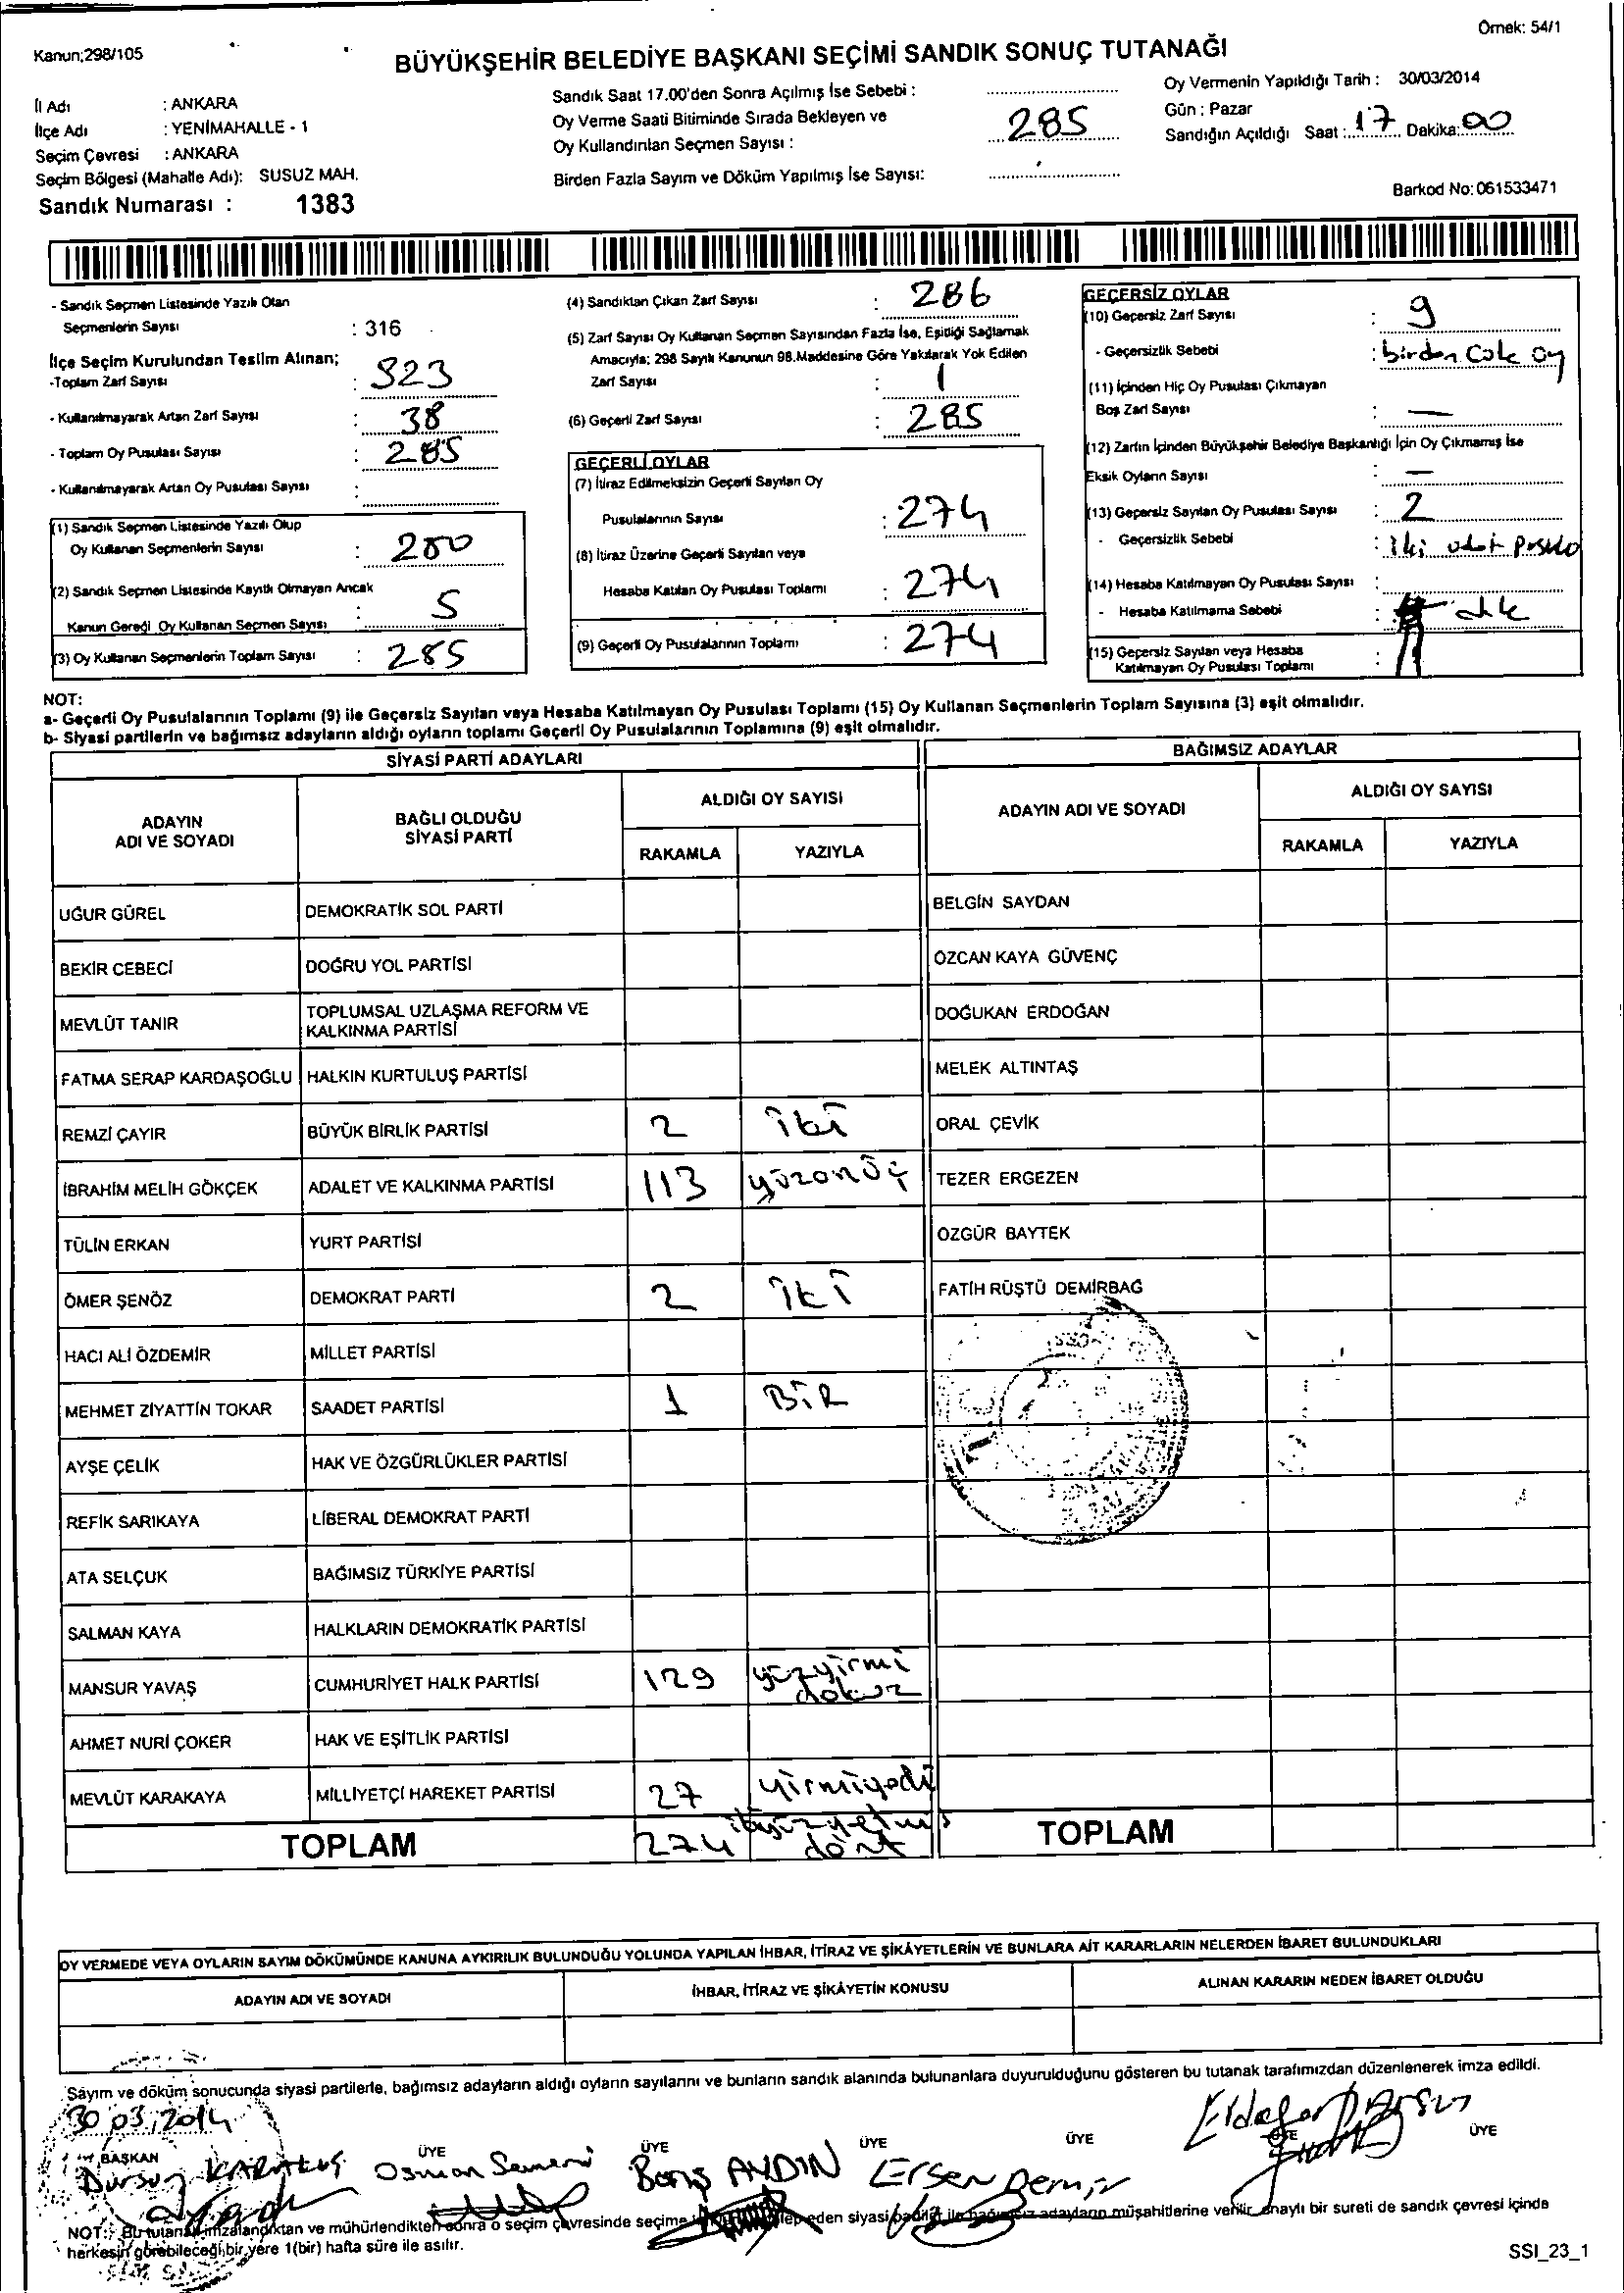 Örnek: 54/1
Kanun;298/105
BÜYÜKŞEHİR BELEDİYE BAŞKANI SEÇİMİ SANDIK SONUÇ TUTANAĞI
İl Adı : ANKARA
İlçe Adı : YENİMAHALLE - 1
Seçim Çevresi : ANKARA
Seçim Bölgesi (Mahalle Adı): SUSUZ MAH.
Sandık Numarası : 1383
Sandık Saat 17.00'den Sonra Açılmış İse Sebebi :
Oy Verme Saati Bitiminde Sırada Bekleyen ve
Oy Kullandırılan Seçmen Sayısı : 285
Birden Fazla Sayım ve Döküm Yapılmış İse Sayısı:
Oy Vermenin Yapıldığı Tarih : 30/03/2014
Gün : Pazar
Sandığın Açıldığı Saat : 17 Dakika: 00
Barkod No: 061533471
- Sandık Seçmen Listesinde Yazılı Olan
Seçmenlerin Sayısı : 316
İlçe Seçim Kurulundan Teslim Alınan;
-Toplam Zarf Sayısı : 323
- Kullanılmayarak Artan Zarf Sayısı : 38
- Toplam Oy Pusulası Sayısı : 285
- Kullanılmayarak Artan Oy Pusulası Sayısı :
(1) Sandık Seçmen Listesinde Yazılı Olup
Oy Kullanan Seçmenlerin Sayısı : 280
(2) Sandık Seçmen Listesinde Kayıtlı Olmayan Ancak
Kanun Gereği Oy Kullanan Seçmen Sayısı : 5
(3) Oy Kullanan Seçmenlerin Toplam Sayısı : 285
(4) Sandıktan Çıkan Zarf Sayısı : 286
(5) Zarf Sayısı Oy Kullanan Seçmen Sayısından Fazla İse, Eşitliği Sağlamak
Amacıyla; 298 Sayılı Kanunun 98.Maddesine Göre Yakılarak Yok Edilen
Zarf Sayısı : 1
(6) Geçerli Zarf Sayısı : 285
GEÇERLİ OYLAR
(7) İtiraz Edilmeksizin Geçerli Sayılan Oy
Pusulalarının Sayısı : 274
(8) İtiraz Üzerine Geçerli Sayılan veya
Hesaba Katılan Oy Pusulası Toplamı : 274
(9) Geçerli Oy Pusulalarının Toplamı : 274
GEÇERSİZ OYLAR
(10) Geçersiz Zarf Sayısı : 9
- Geçersizlik Sebebi : birden Çok oy
(11) İçinden Hiç Oy Pusulası Çıkmayan
Boş Zarf Sayısı : —
(12) Zarfın İçinden Büyükşehir Belediye Başkanlığı İçin Oy Çıkmamış İse
Eksik Oyların Sayısı : —
(13) Geçersiz Sayılan Oy Pusulası Sayısı : 2
- Geçersizlik Sebebi : iki adet
(14) Hesaba Katılmayan Oy Pusulası Sayısı :
- Hesaba Katılmama Sebebi :
(15) Geçersiz Sayılan veya Hesaba
Katılmayan Oy Pusulası Toplamı :
NOT:
a- Geçerli Oy Pusulalarının Toplamı (9) ile Geçersiz Sayılan veya Hesaba Katılmayan Oy Pusulası Toplamı (15) Oy Kullanan Seçmenlerin Toplam Sayısına (3) eşit olmalıdır.
b- Siyasi partilerin ve bağımsız adayların aldığı oyların toplamı Geçerli Oy Pusulalarının Toplamına (9) eşit olmalıdır.
SİYASİ PARTİ ADAYLARI
ADAYIN
ADI VE SOYADI
BAĞLI OLDUĞU
SİYASİ PARTİ
ALDIĞI OY SAYISI
RAKAMLA YAZIYLA
UĞUR GÜREL DEMOKRATİK SOL PARTİ
BEKİR CEBECİ DOĞRU YOL PARTİSİ
MEVLÜT TANIR TOPLUMSAL UZLAŞMA REFORM VE
KALKINMA PARTİSİ
FATMA SERAP KARDAŞOĞLU HALKIN KURTULUŞ PARTİSİ
REMZİ ÇAYIR BÜYÜK BİRLİK PARTİSİ 2 iki
İBRAHİM MELİH GÖKÇEK ADALET VE KALKINMA PARTİSİ 113 yüzonüç
TÜLİN ERKAN YURT PARTİSİ
ÖMER ŞENÖZ DEMOKRAT PARTİ 2 iki
HACI ALİ ÖZDEMİR MİLLET PARTİSİ
MEHMET ZİYATTİN TOKAR SAADET PARTİSİ 1 BiR
AYŞE ÇELİK HAK VE ÖZGÜRLÜKLER PARTİSİ
REFİK SARIKAYA LİBERAL DEMOKRAT PARTİ
ATA SELÇUK BAĞIMSIZ TÜRKİYE PARTİSİ
SALMAN KAYA HALKLARIN DEMOKRATİK PARTİSİ
MANSUR YAVAŞ CUMHURİYET HALK PARTİSİ 129 yüzyirmi
dokuz
AHMET NURİ ÇOKER HAK VE EŞİTLİK PARTİSİ
MEVLÜT KARAKAYA MİLLİYETÇİ HAREKET PARTİSİ 27 yirmiyedi
TOPLAM 274 ikiyüzyetmiş
dört
BAĞIMSIZ ADAYLAR
ADAYIN ADI VE SOYADI
ALDIĞI OY SAYISI
RAKAMLA YAZIYLA
BELGİN SAYDAN
ÖZCAN KAYA GÜVENÇ
DOĞUKAN ERDOĞAN
MELEK ALTINTAŞ
ORAL ÇEVİK
TEZER ERGEZEN
ÖZGÜR BAYTEK
FATİH RÜŞTÜ DEMİRBAĞ
TOPLAM
OY VERMEDE VEYA OYLARIN SAYIM DÖKÜMÜNDE KANUNA AYKIRILIK BULUNDUĞU YOLUNDA YAPILAN İHBAR, İTİRAZ VE ŞİKÂYETLERİN VE BUNLARA AİT KARARLARIN NELERDEN İBARET BULUNDUKLARI
ADAYIN ADI VE SOYADI
İHBAR, İTİRAZ VE ŞİKÂYETİN KONUSU
ALINAN KARARIN NEDEN İBARET OLDUĞU
Sayım ve döküm sonucunda siyasi partilerle, bağımsız adayların aldığı oyların sayılarını ve bunların sandık alanında bulunanlara duyurulduğunu gösteren bu tutanak tarafımızdan düzenlenerek imza edildi.
30 03/2014
BAŞKAN ÜYE ÜYE ÜYE ÜYE ÜYE ÜYE
Dursun KARAKUŞ Osman Barış AYDIN Ersen Demir
NOT: Bu tutanak imzalandıktan ve mühürlendikten sonra o seçim çevresinde seçime eden siyasi partiler ile bağımsız adayların müşahitlerine verilir, onaylı bir sureti de sandık çevresi içinde
herkesin görebileceği bir yere 1(bir) hafta süre ile asılır.
SSI_23_1